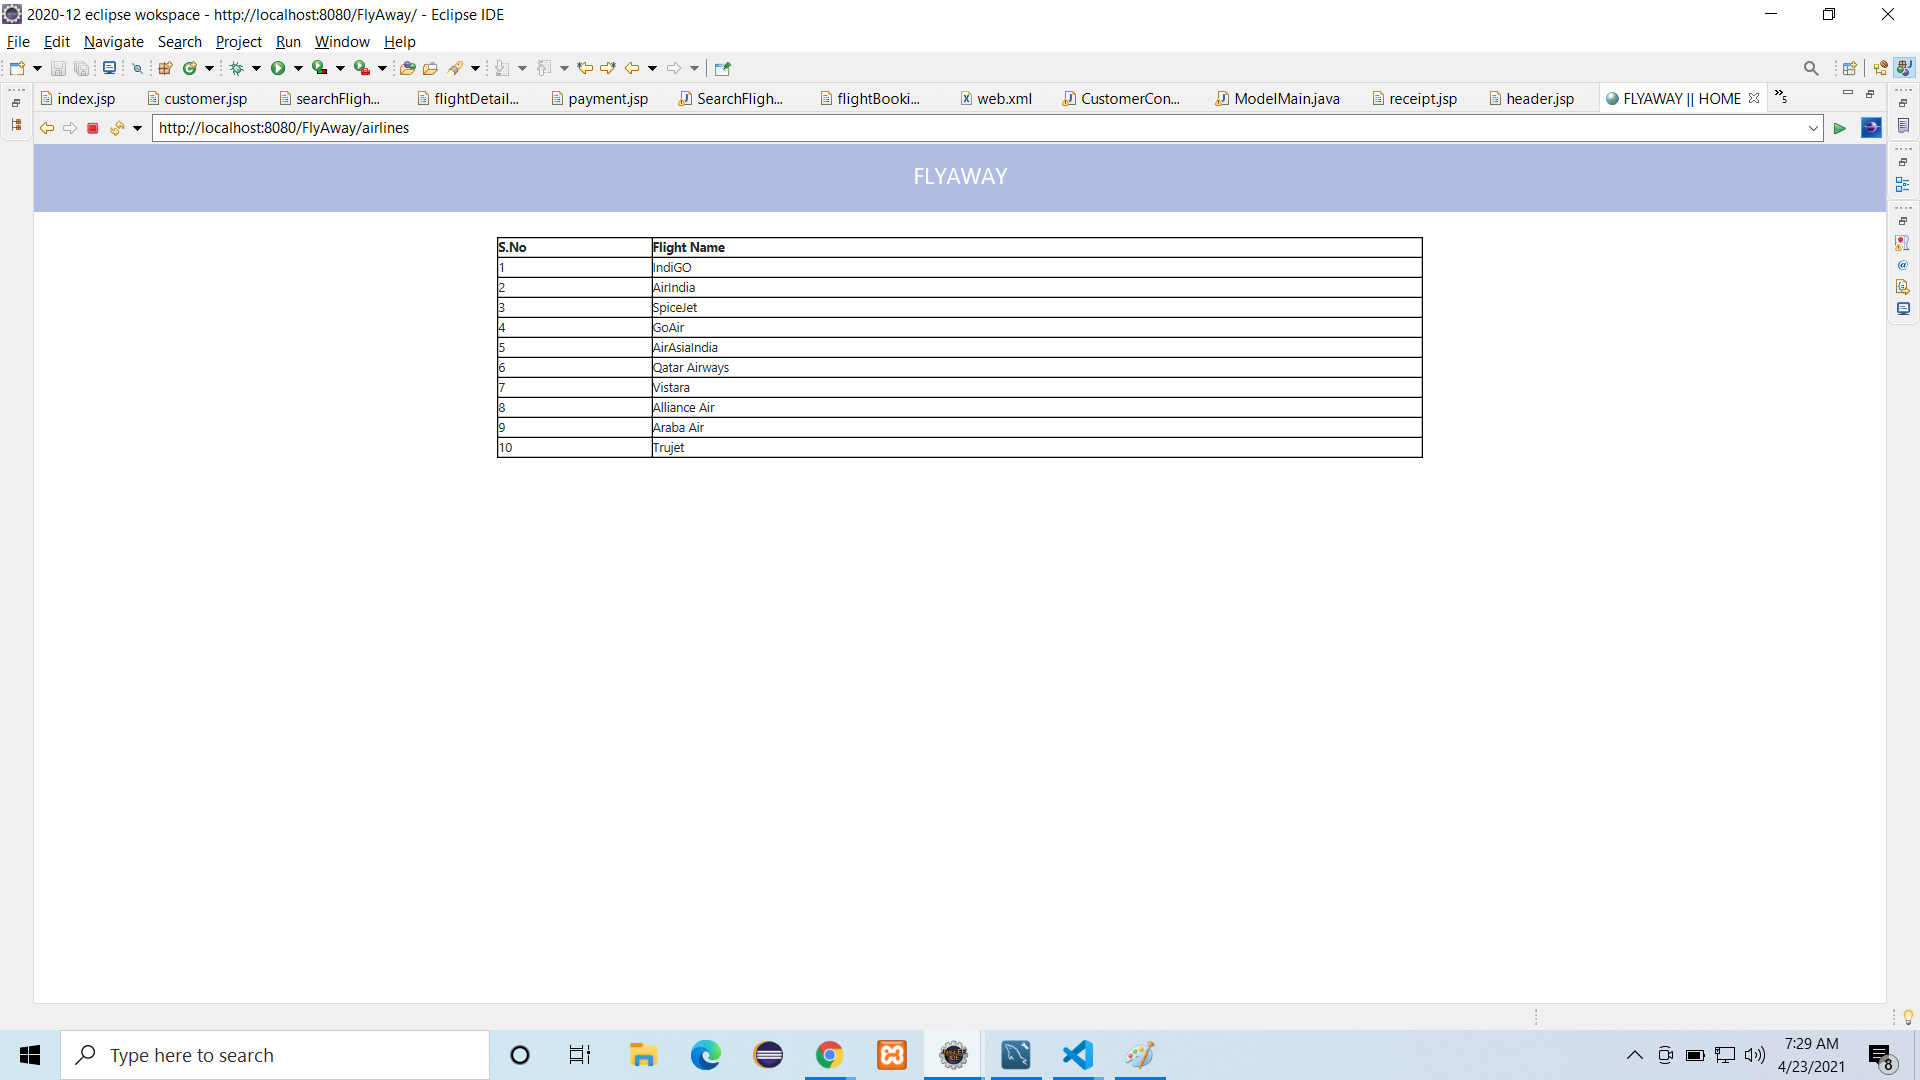 2020-12 eclipse wokspace - http://localhost:8080/FlyAway/ - Eclipse IDE
File Edit Navigate Search Project Run Window Help
index.jsp customer.jsp searchFligh... flightDetail... payment.jsp SearchFligh... flightBooki... web.xml CustomerCon... ModelMain.java receipt.jsp header.jsp FLYAWAY || HOME »5
http://localhost:8080/FlyAway/airlines
FLYAWAY
S.No Flight Name
1 IndiGO
2 AirIndia
3 SpiceJet
4 GoAir
5 AirAsiaIndia
6 Qatar Airways
7 Vistara
8 Alliance Air
9 Araba Air
10 Trujet
Type here to search
7:29 AM
4/23/2021
8